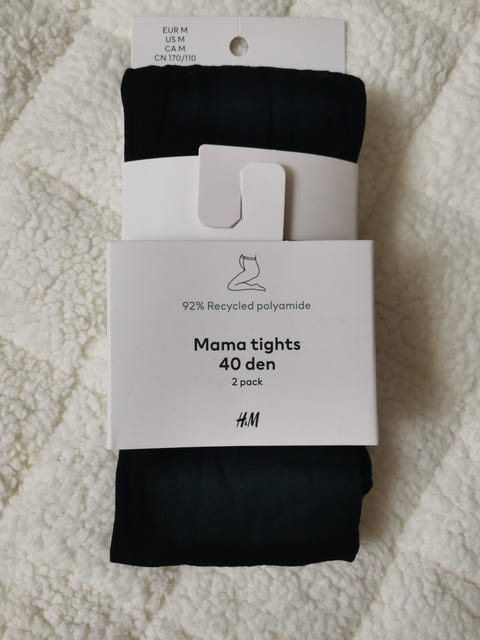 EUR M
US M
CA M
CN 170/110
92% Recycled polyamide
Mama tights
40 den
2 pack
H&M